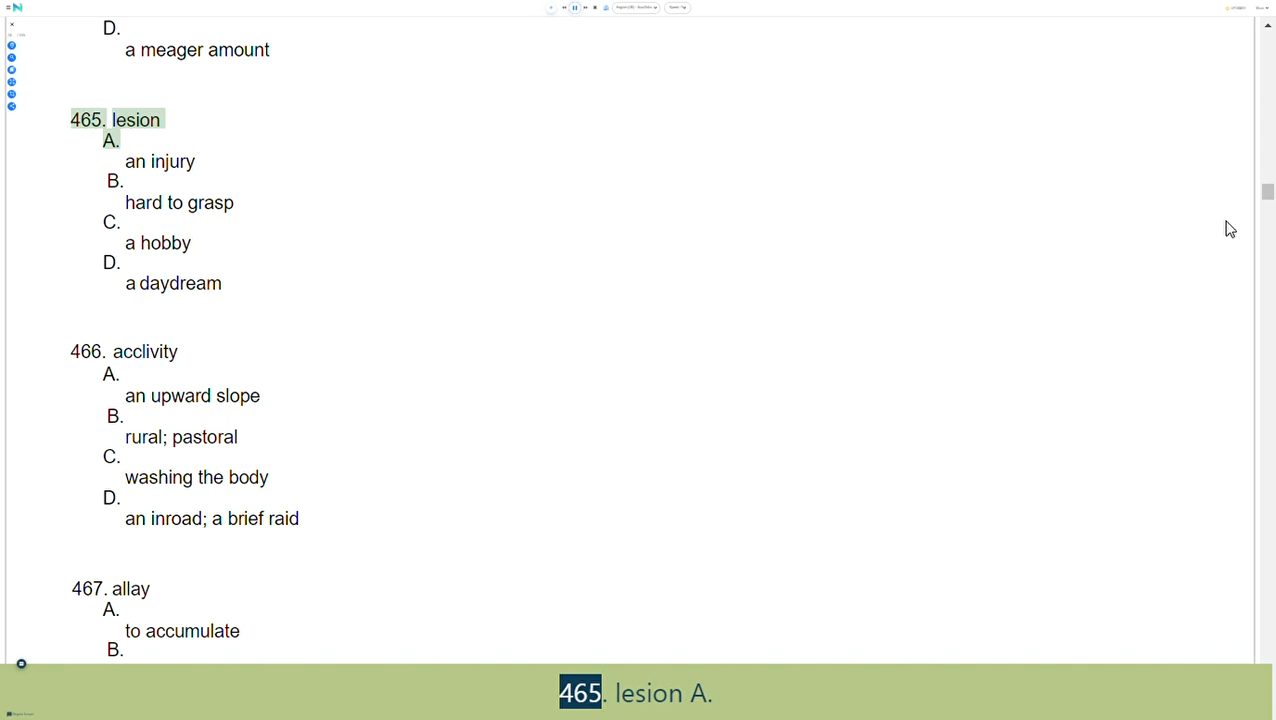 D.
a meager amount
465. lesion
A.
an injury
B.
hard to grasp
C.
a hobby
D.
a daydream
466. acclivity
A.
an upward slope
B.
rural; pastoral
C.
washing the body
D.
an inroad; a brief raid
467. allay
A.
to accumulate
B.
465. lesion A.